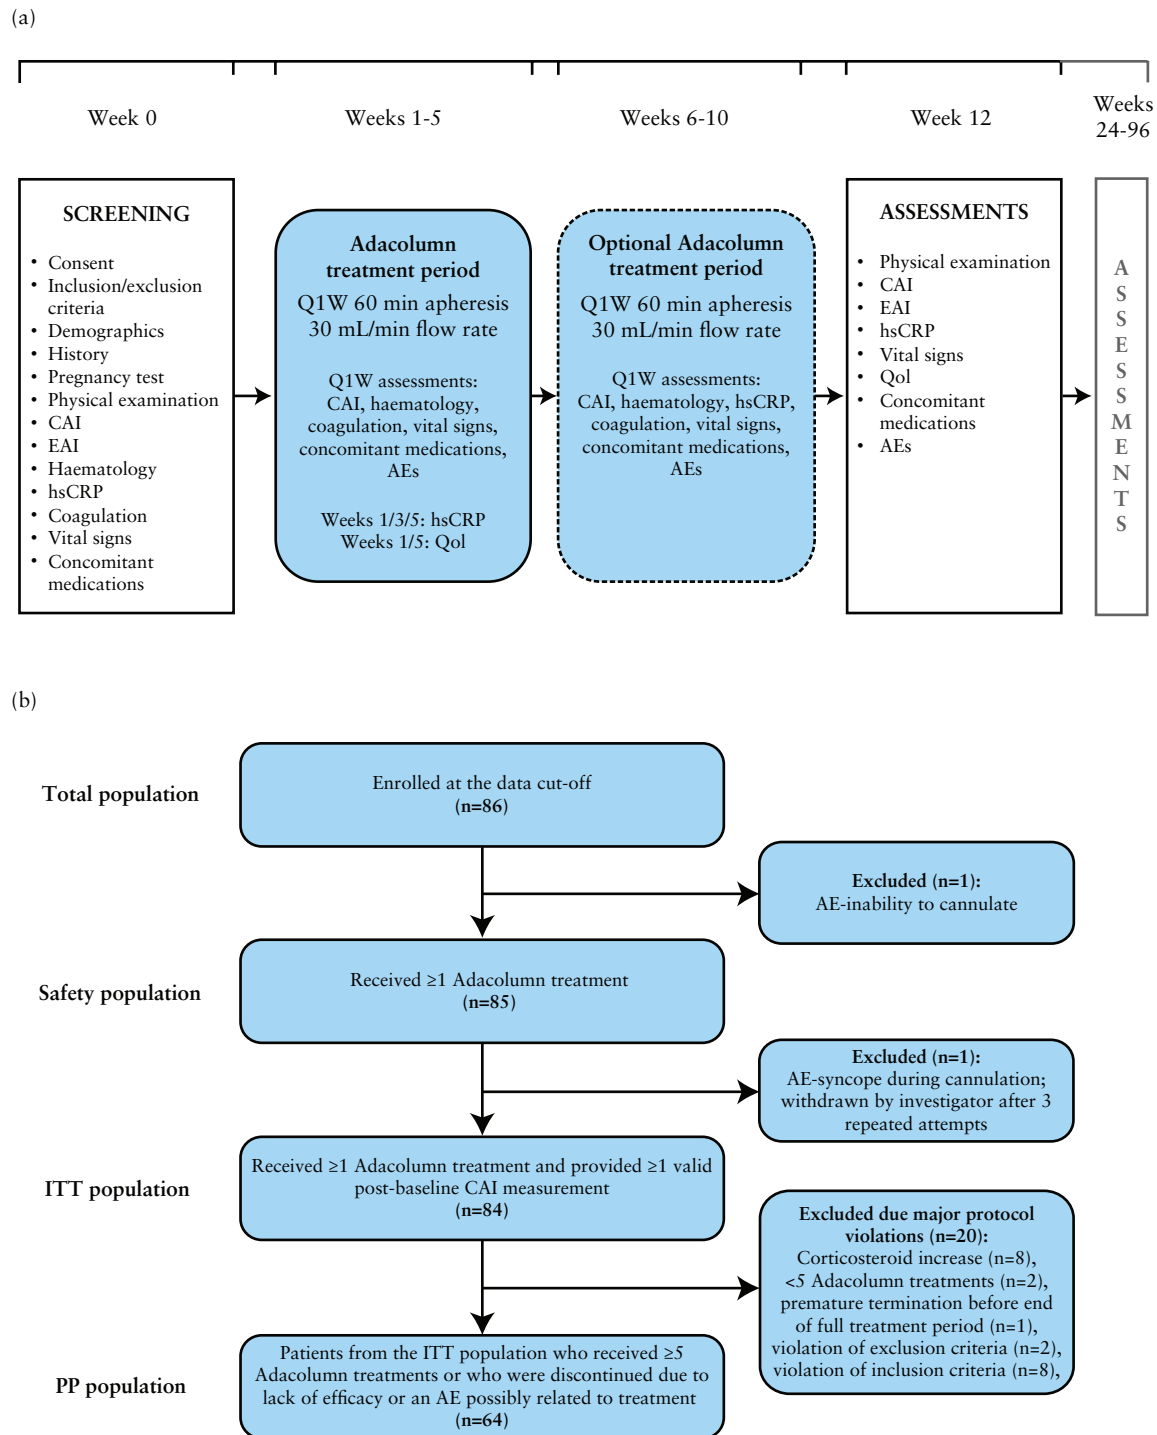 (a)
Week 0
Weeks 1-5
Weeks 6-10
Week 12
Weeks
24-96
SCREENING
• Consent
• Inclusion/exclusion
criteria
• Demographics
• History
• Pregnancy test
• Physical examination
• CAI
• EAI
• Haematology
• hsCRP
• Coagulation
• Vital signs
• Concomitant
medications
Adacolumn
treatment period
Q1W 60 min apheresis
30 mL/min flow rate
Q1W assessments:
CAI, haematology,
coagulation, vital signs,
concomitant medications,
AEs
Weeks 1/3/5: hsCRP
Weeks 1/5: Qol
Optional Adacolumn
treatment period
Q1W 60 min apheresis
30 mL/min flow rate
Q1W assessments:
CAI, haematology, hsCRP,
coagulation, vital signs,
concomitant medications,
AEs
ASSESSMENTS
• Physical examination
• CAI
• EAI
• hsCRP
• Vital signs
• Qol
• Concomitant
medications
• AEs
ASSESSMENTS
(b)
Total population
Enrolled at the data cut-off
(n=86)
Excluded (n=1):
AE-inability to cannulate
Safety population
Received ≥1 Adacolumn treatment
(n=85)
Excluded (n=1):
AE-syncope during cannulation;
withdrawn by investigator after 3
repeated attempts
ITT population
Received ≥1 Adacolumn treatment and provided ≥1 valid
post-baseline CAI measurement
(n=84)
Excluded due major protocol
violations (n=20):
Corticosteroid increase (n=8),
<5 Adacolumn treatments (n=2),
premature termination before end
of full treatment period (n=1),
violation of exclusion criteria (n=2),
violation of inclusion criteria (n=8),
PP population
Patients from the ITT population who received ≥5
Adacolumn treatments or who were discontinued due to
lack of efficacy or an AE possibly related to treatment
(n=64)